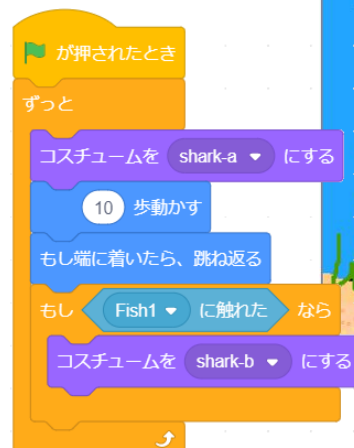 が押されたとき
ずっと
コスチュームを shark-a にする
10 歩動かす
もし端に着いたら、跳ね返る
もし Fish1 に触れた なら
コスチュームを shark-b にする